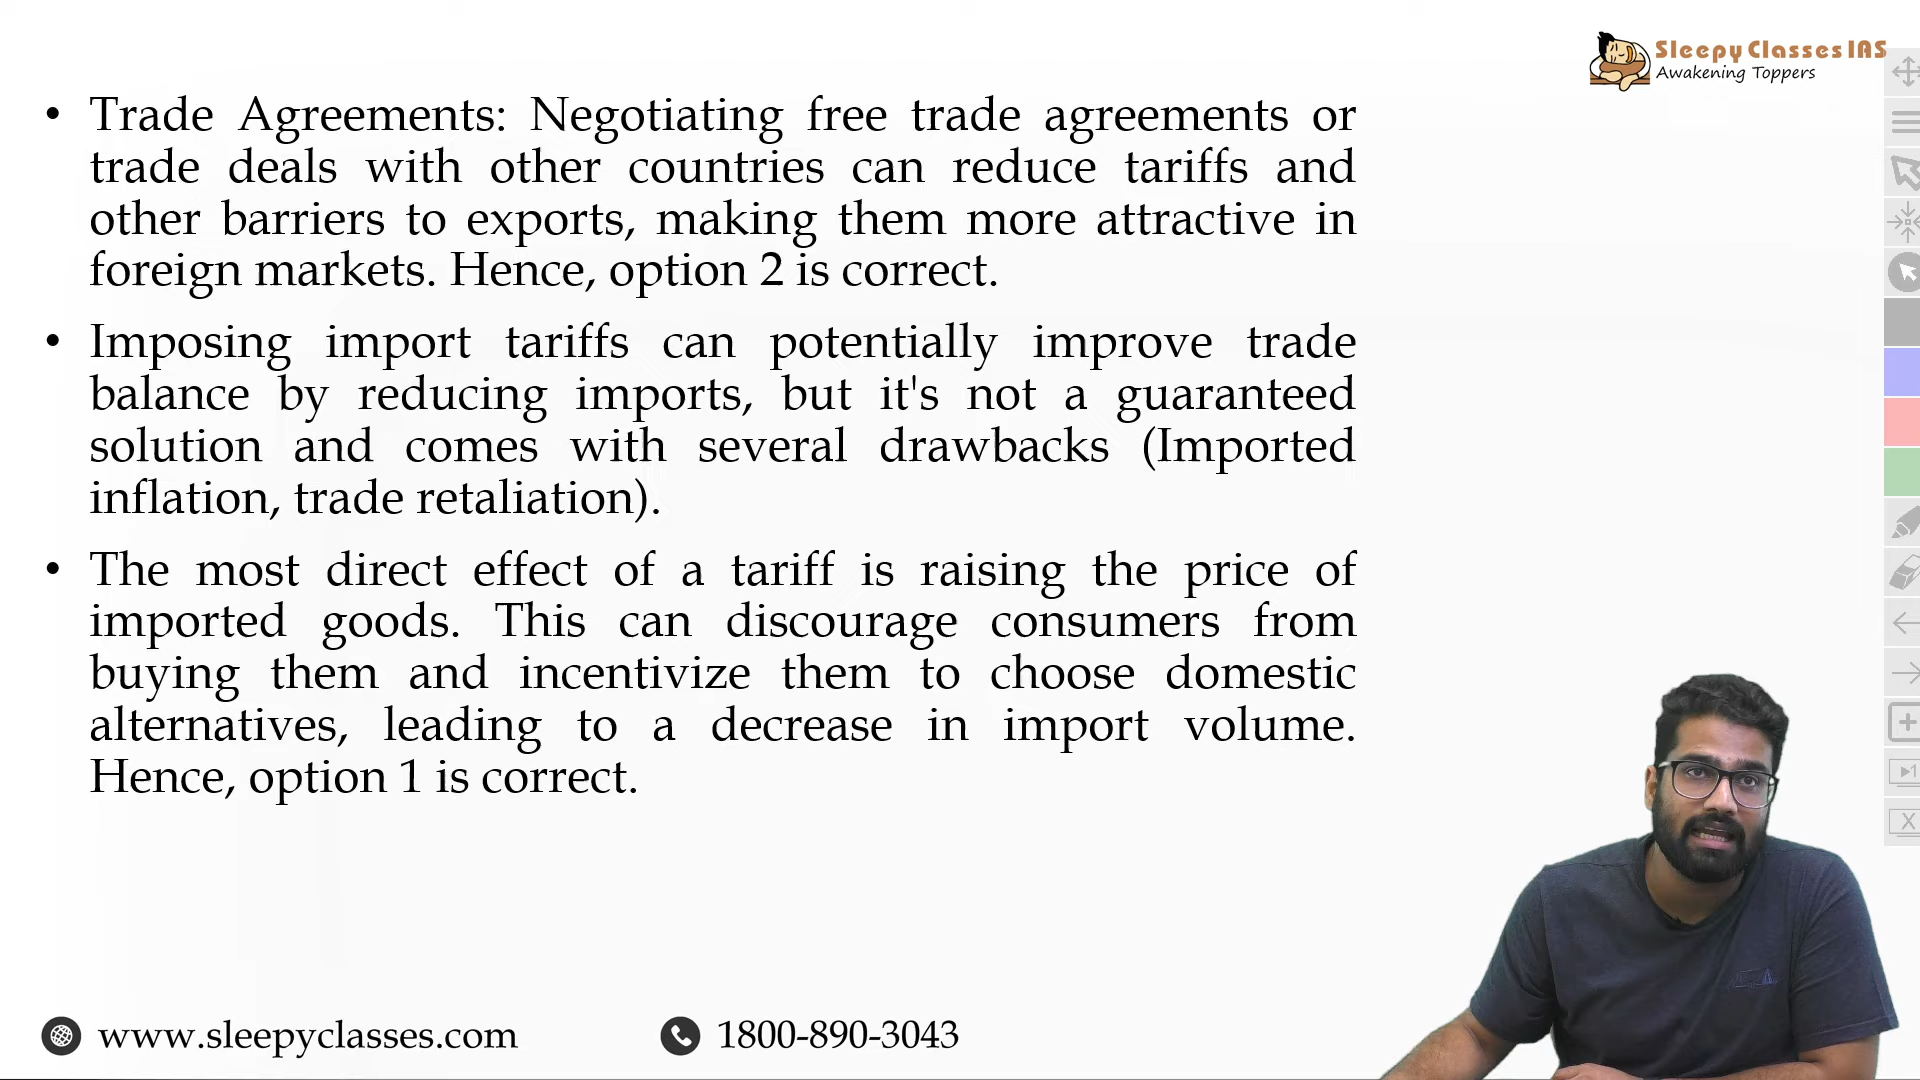 Sleepy Classes IAS
Awakening Toppers
• Trade Agreements: Negotiating free trade agreements or
trade deals with other countries can reduce tariffs and
other barriers to exports, making them more attractive in
foreign markets. Hence, option 2 is correct.
• Imposing import tariffs can potentially improve trade
balance by reducing imports, but it's not a guaranteed
solution and comes with several drawbacks (Imported
inflation, trade retaliation).
• The most direct effect of a tariff is raising the price of
imported goods. This can discourage consumers from
buying them and incentivize them to choose domestic
alternatives, leading to a decrease in import volume.
Hence, option 1 is correct.
www.sleepyclasses.com
1800-890-3043